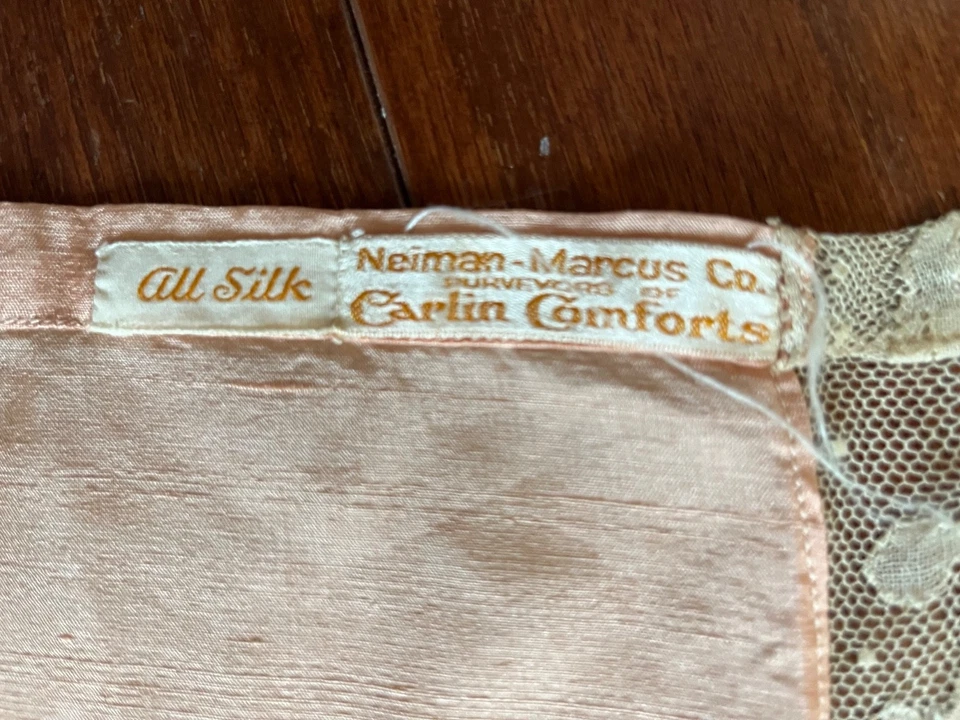 All Silk
Neiman-Marcus Co.
PURVEYORS OF
Carlin Comforts